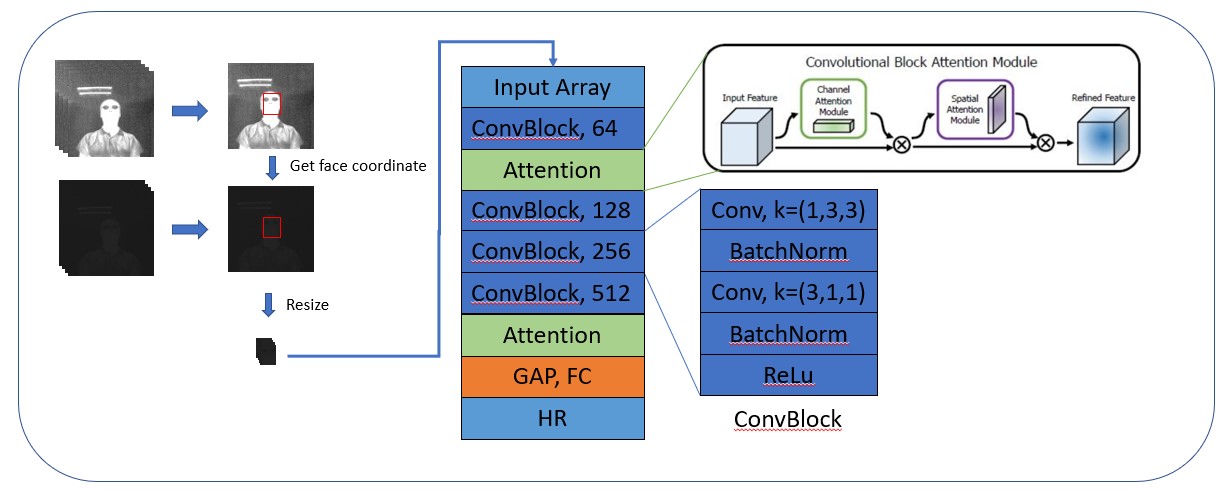 Get face coordinate
Resize
Input Array
ConvBlock, 64
Attention
ConvBlock, 128
ConvBlock, 256
ConvBlock, 512
Attention
GAP, FC
HR
Convolutional Block Attention Module
Input Feature
Channel
Attention
Module
Spatial
Attention
Module
Refined Feature
Conv, k=(1,3,3)
BatchNorm
Conv, k=(3,1,1)
BatchNorm
ReLu
ConvBlock